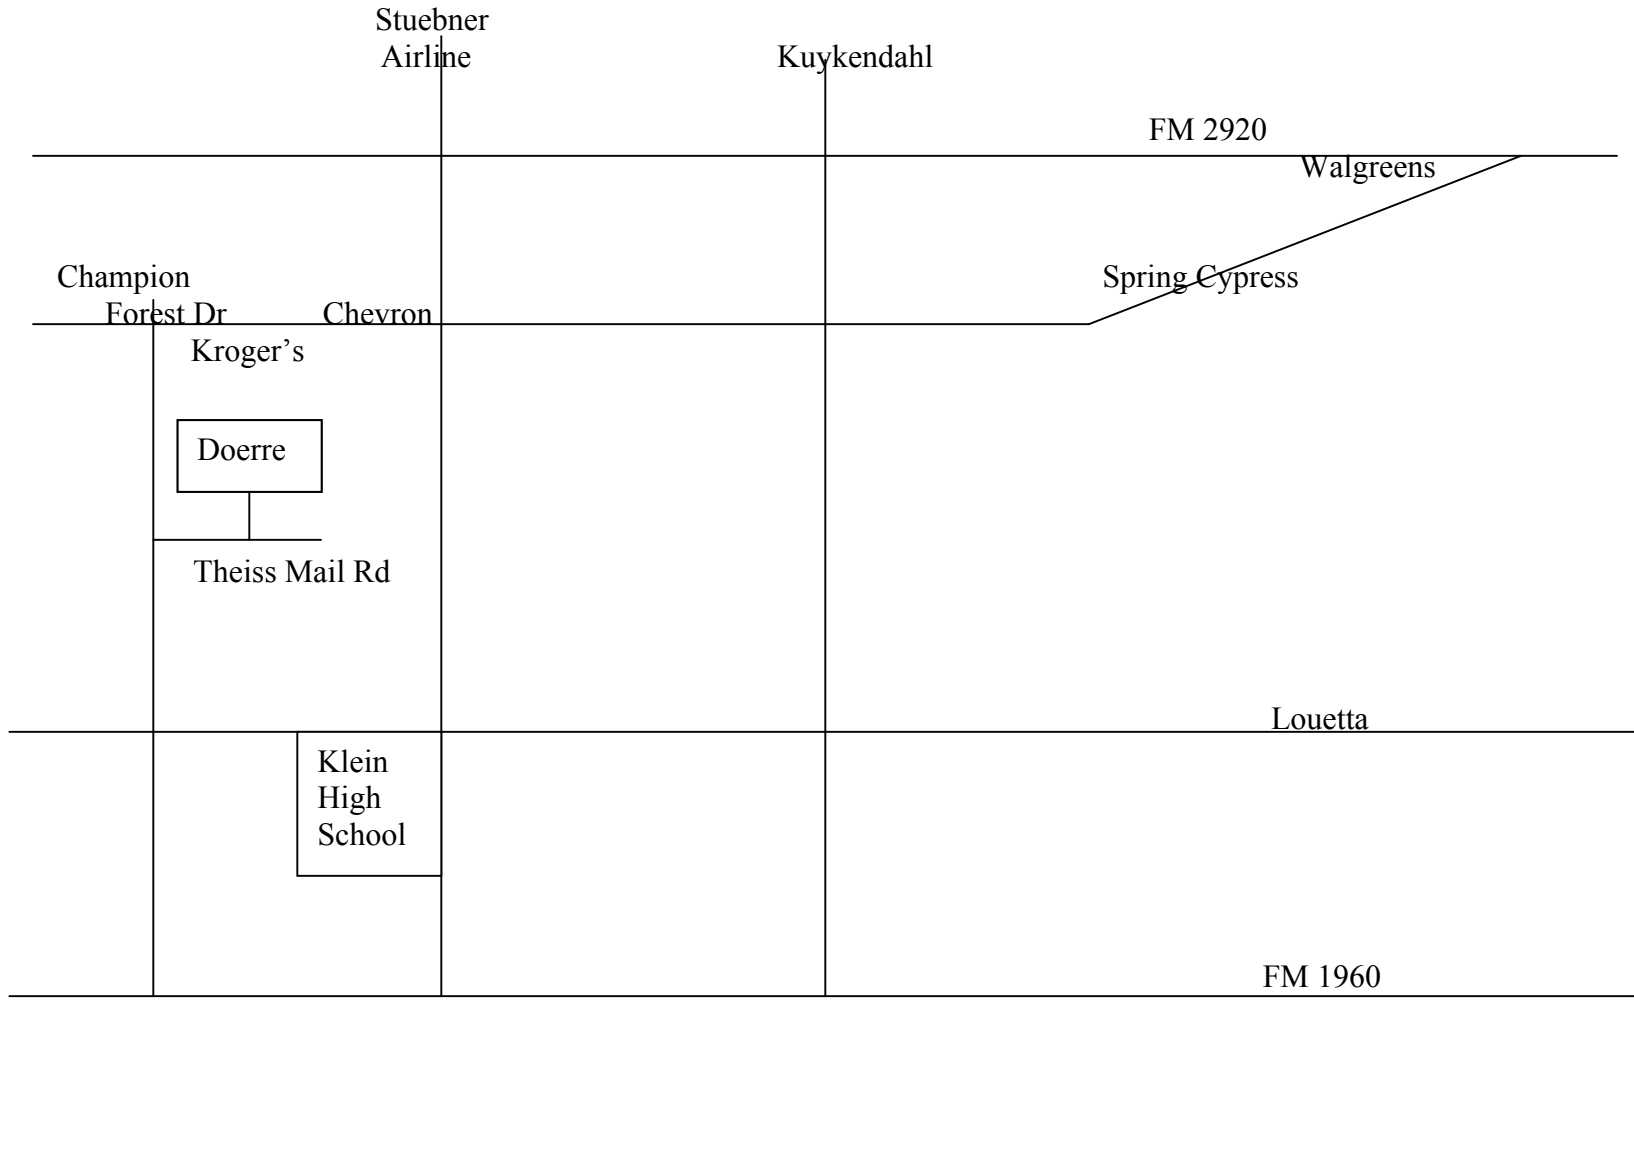 Stuebner
Airline
Kuykendahl
FM 2920
Walgreens
Champion
Forest Dr
Spring Cypress
Chevron
Kroger’s
Doerre
Theiss Mail Rd
Louetta
Klein
High
School
FM 1960